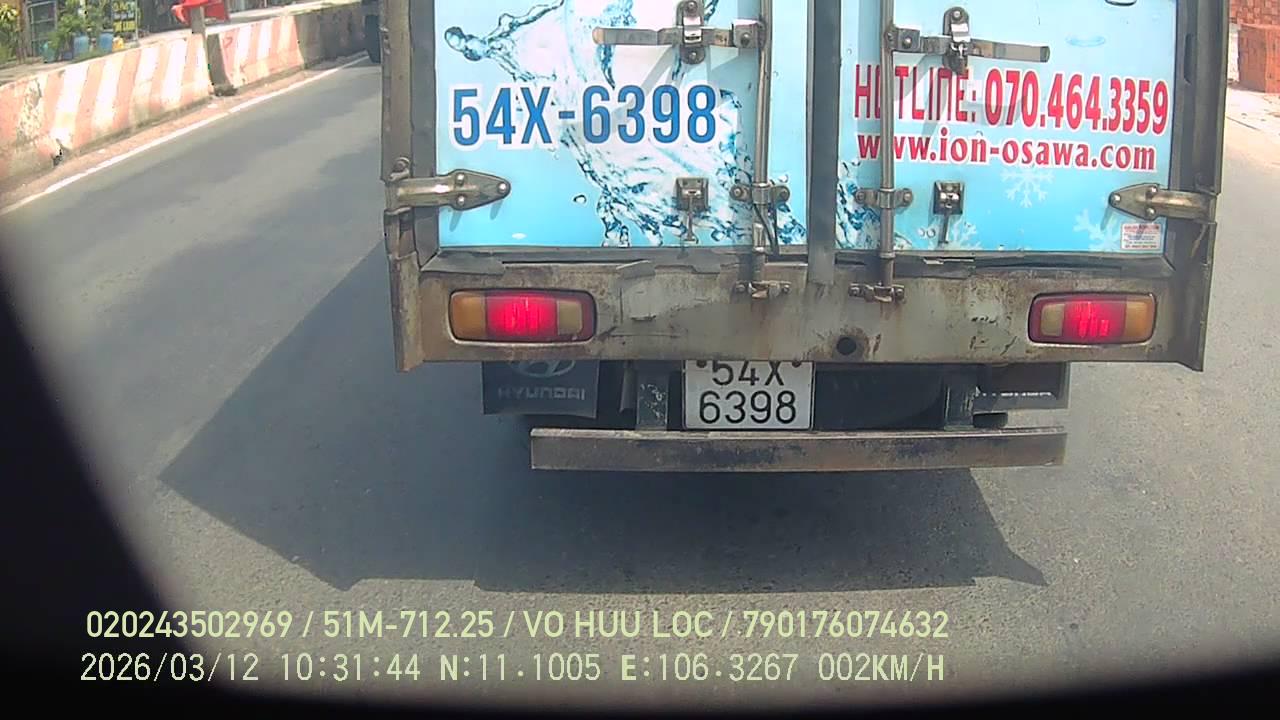 54X-6398
HOTLINE: 070.464.3359
www.ion-osawa.com
HYUNDAI
54X
6398
020243502969 / 51M-712.25 / VO HUU LOC / 790176074632
2026/03/12 10:31:44 N:11.1005 E:106.3267 002KM/H